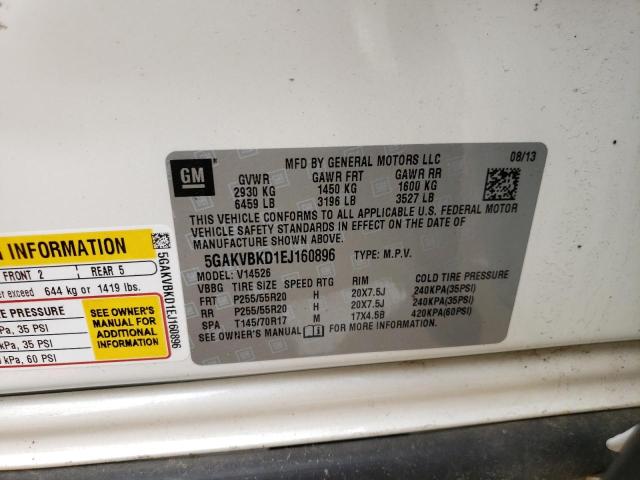 GM
MFD BY GENERAL MOTORS LLC
08/13
GVWR GAWR FRT GAWR RR
2930 KG 1450 KG 1600 KG
6459 LB 3196 LB 3527 LB
THIS VEHICLE CONFORMS TO ALL APPLICABLE U.S. FEDERAL MOTOR
VEHICLE SAFETY STANDARDS IN EFFECT ON THE DATE OF
MANUFACTURE SHOWN ABOVE.
5GAKVBKD1EJ160896 TYPE: M.P.V.
MODEL: V14526
VBBG TIRE SIZE SPEED RTG RIM COLD TIRE PRESSURE
FRT P255/55R20 H 20X7.5J 240KPA(35PSI)
RR P255/55R20 H 20X7.5J 240KPA(35PSI)
SPA T145/70R17 M 17X4.5B 420KPA(60PSI)
SEE OWNER'S MANUAL FOR MORE INFORMATION.
INFORMATION
FRONT 2 REAR 5
exceed 644 kg or 1419 lbs.
PRESSURE
kPa, 35 PSI
kPa, 35 PSI
kPa, 60 PSI
SEE OWNER'S
MANUAL FOR
ADDITIONAL
INFORMATION
5GAKVBKD1EJ160896